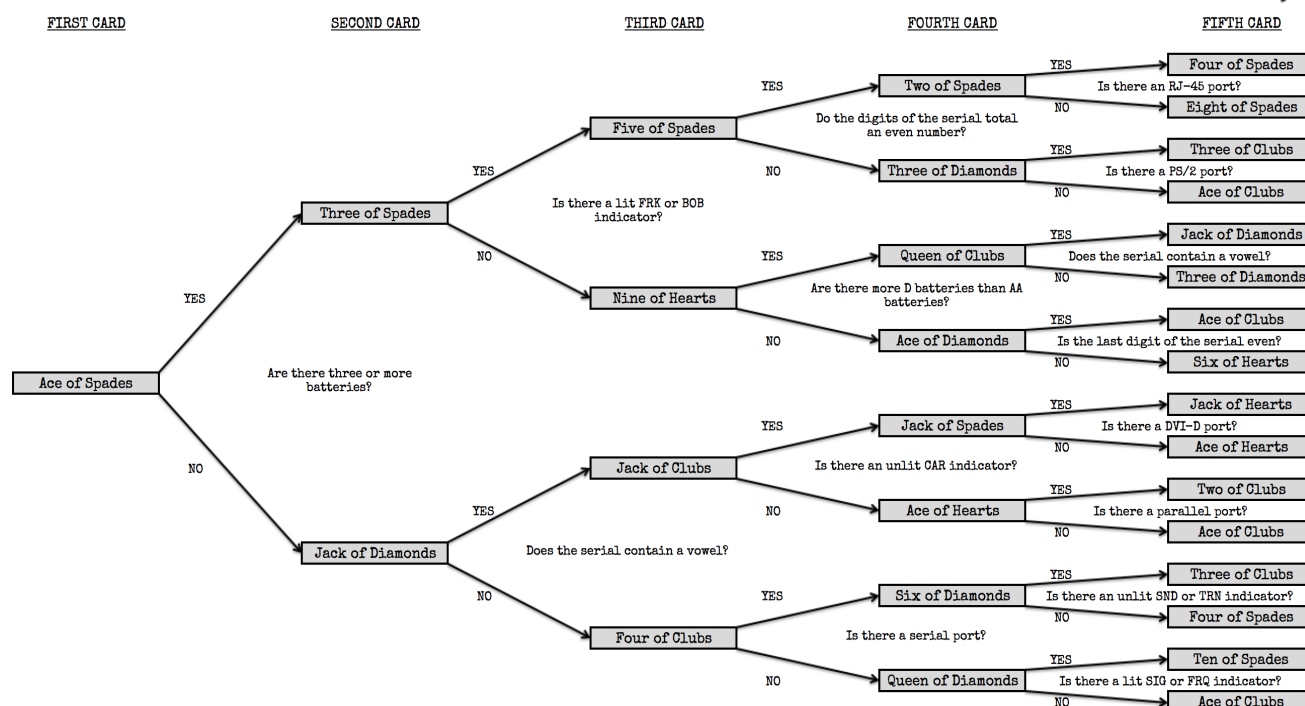 FIRST CARD
SECOND CARD
THIRD CARD
FOURTH CARD
FIFTH CARD
Ace of Spades
YES
NO
Are there three or more
batteries?
Three of Spades
YES
NO
Is there a lit FRK or BOB
indicator?
Jack of Diamonds
YES
NO
Does the serial contain a vowel?
Five of Spades
YES
NO
Do the digits of the serial total
an even number?
Nine of Hearts
YES
NO
Are there more D batteries than AA
batteries?
Jack of Clubs
YES
NO
Is there an unlit CAR indicator?
Four of Clubs
YES
NO
Is there a serial port?
Two of Spades
YES
Is there an RJ-45 port?
NO
Three of Diamonds
YES
Is there a PS/2 port?
NO
Queen of Clubs
YES
Does the serial contain a vowel?
NO
Ace of Diamonds
YES
Is the last digit of the serial even?
NO
Jack of Spades
YES
Is there a DVI-D port?
NO
Ace of Hearts
YES
Is there a parallel port?
NO
Six of Diamonds
YES
Is there an unlit SND or TRN indicator?
NO
Queen of Diamonds
YES
Is there a lit SIG or FRQ indicator?
NO
Four of Spades
Eight of Spades
Three of Clubs
Ace of Clubs
Jack of Diamonds
Three of Diamonds
Ace of Clubs
Six of Hearts
Jack of Hearts
Ace of Hearts
Two of Clubs
Ace of Clubs
Three of Clubs
Four of Spades
Ten of Spades
Ace of Clubs